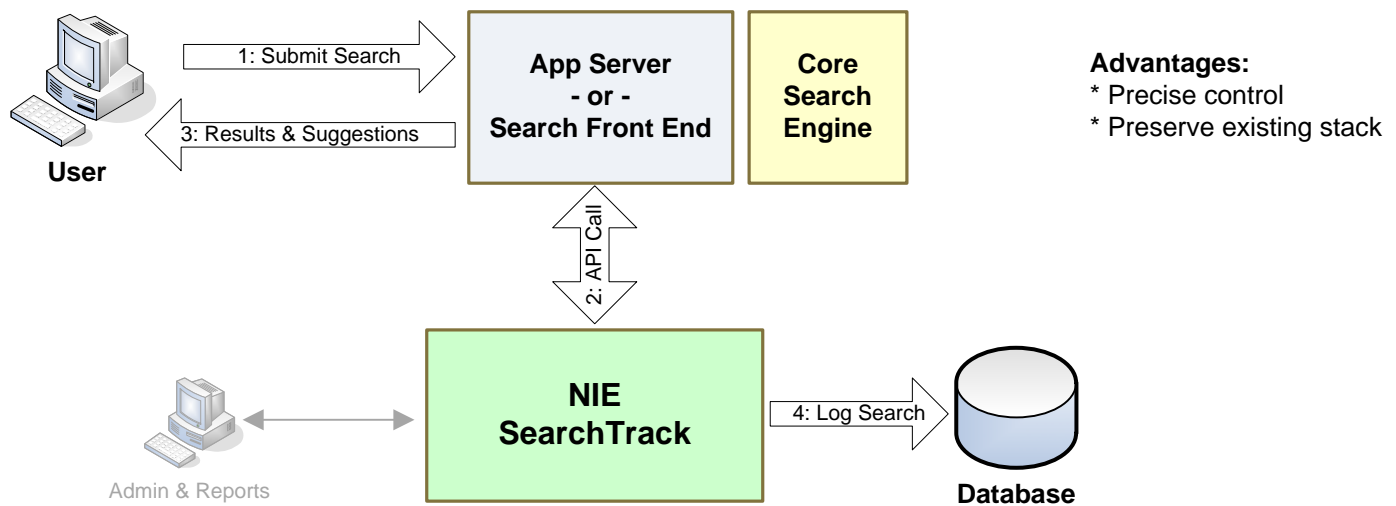 1: Submit Search
3: Results & Suggestions
User
App Server
- or -
Search Front End
Core
Search
Engine
Advantages:
* Precise control
* Preserve existing stack
2: API Call
NIE
SearchTrack
4: Log Search
Admin & Reports
Database